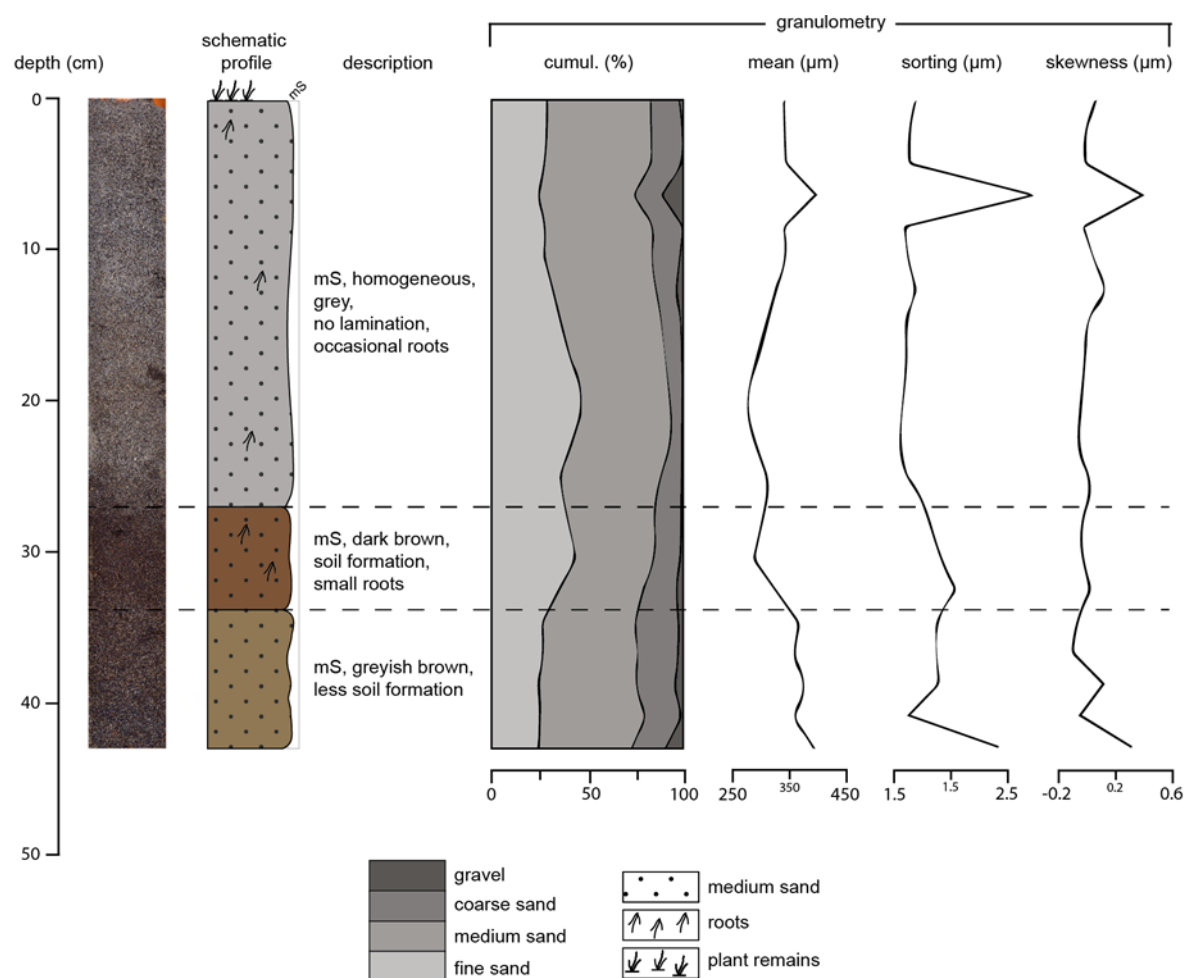 granulometry
depth (cm)
schematic
profile
description
cumul. (%)
mean (µm)
sorting (µm)
skewness (µm)
mS
0
10
20
30
40
50
mS, homogeneous,
grey,
no lamination,
occasional roots
mS, dark brown,
soil formation,
small roots
mS, greyish brown,
less soil formation
0 50 100
250 350 450
1.5 1.5 2.5
-0.2 0.2 0.6
gravel
coarse sand
medium sand
fine sand
medium sand
roots
plant remains